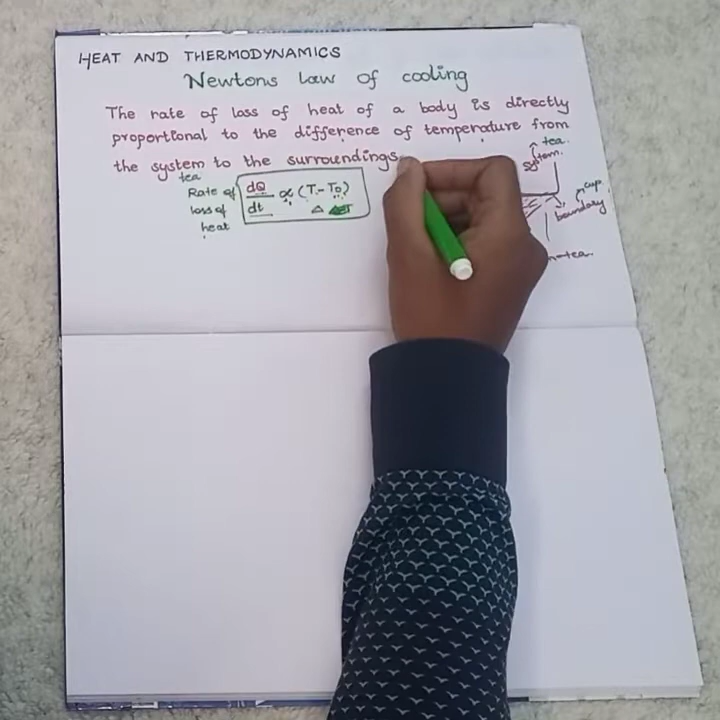 HEAT AND THERMODYNAMICS
Newtons law of cooling
The rate of loss of heat of a body is directly
proportional to the difference of temperature from
the system to the surroundings
tea
Rate of
loss of
heat
dQ
dt
∝ (T₁-T₀)
Δ
tea.
system.
cup.
boundary
tea.